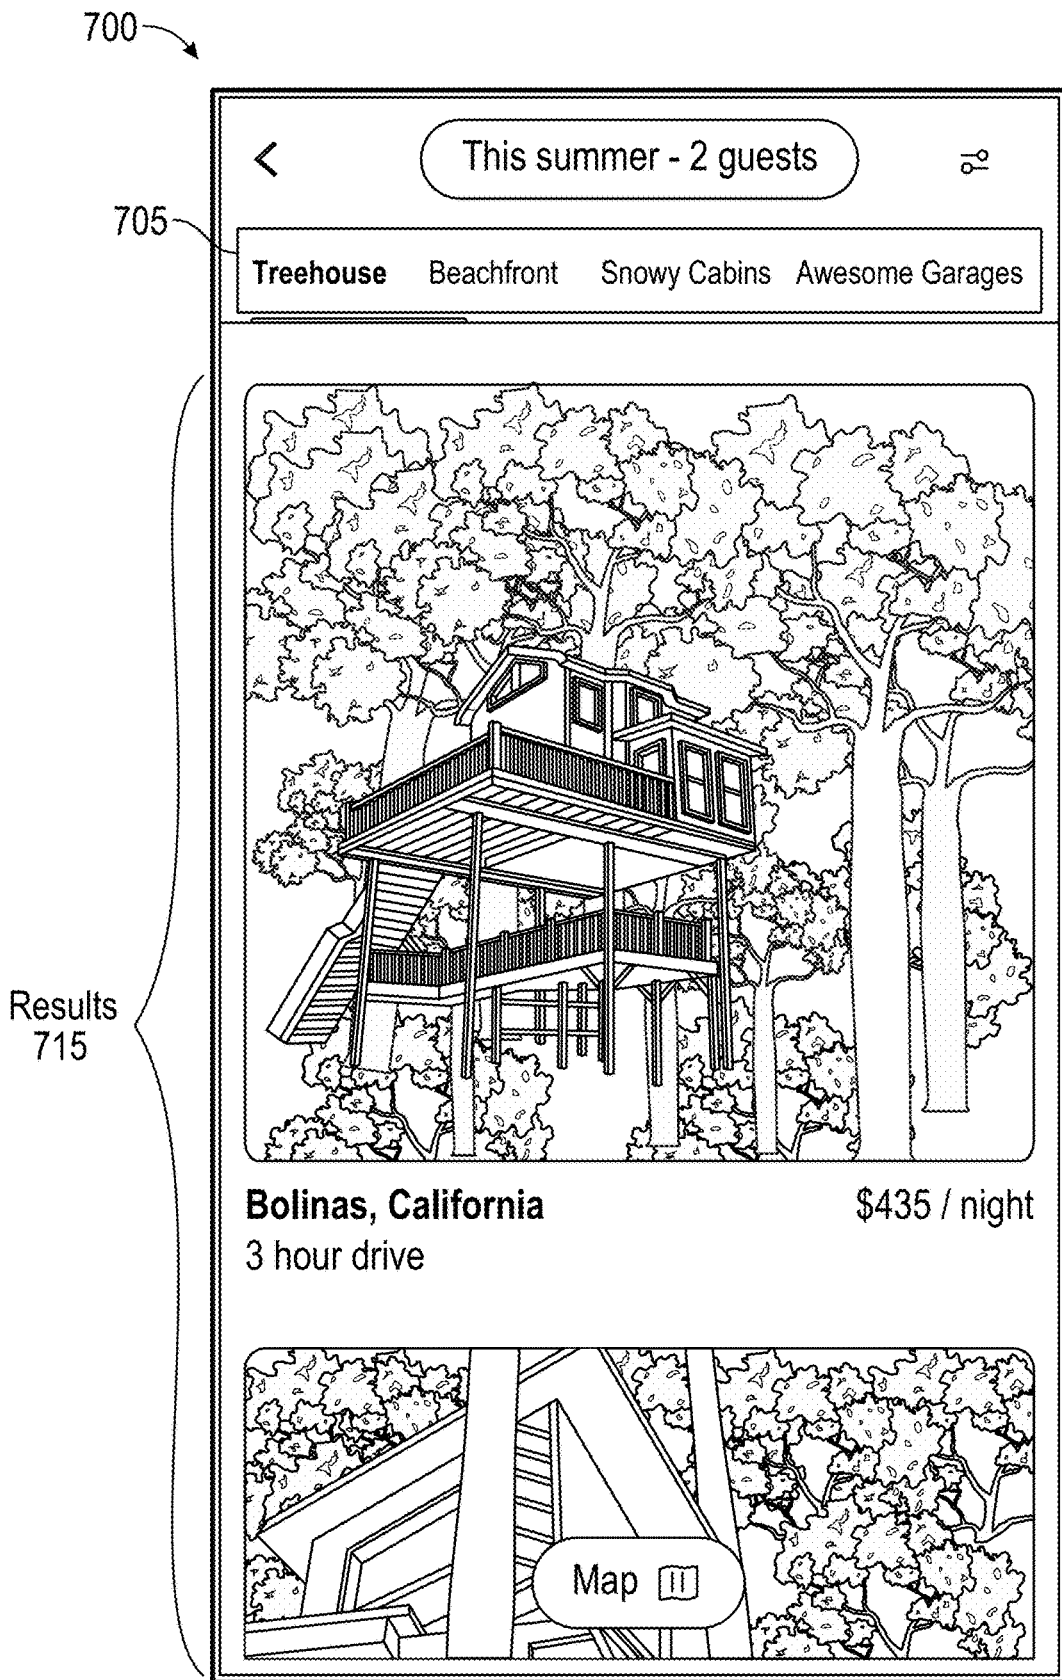 700
This summer - 2 guests
705
Treehouse Beachfront Snowy Cabins Awesome Garages
Results
715
Bolinas, California $435 / night
3 hour drive
Map